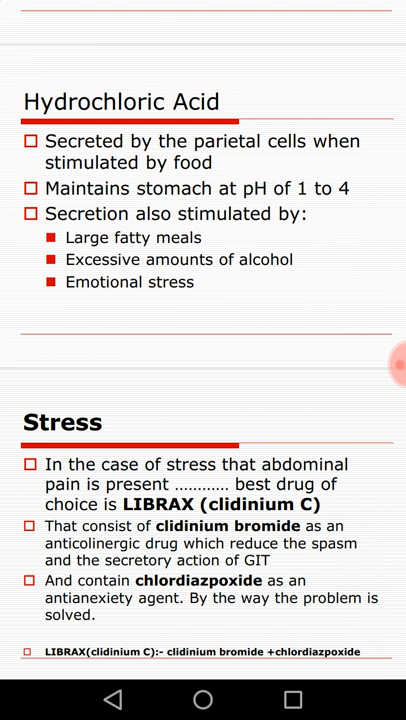 Hydrochloric Acid
Secreted by the parietal cells when
stimulated by food
Maintains stomach at pH of 1 to 4
Secretion also stimulated by:
Large fatty meals
Excessive amounts of alcohol
Emotional stress
Stress
In the case of stress that abdominal
pain is present ………… best drug of
choice is LIBRAX (clidinium C)
That consist of clidinium bromide as an
anticolinergic drug which reduce the spasm
and the secretory action of GIT
And contain chlordiazpoxide as an
antianexiety agent. By the way the problem is
solved.
LIBRAX(clidinium C):- clidinium bromide +chlordiazpoxide